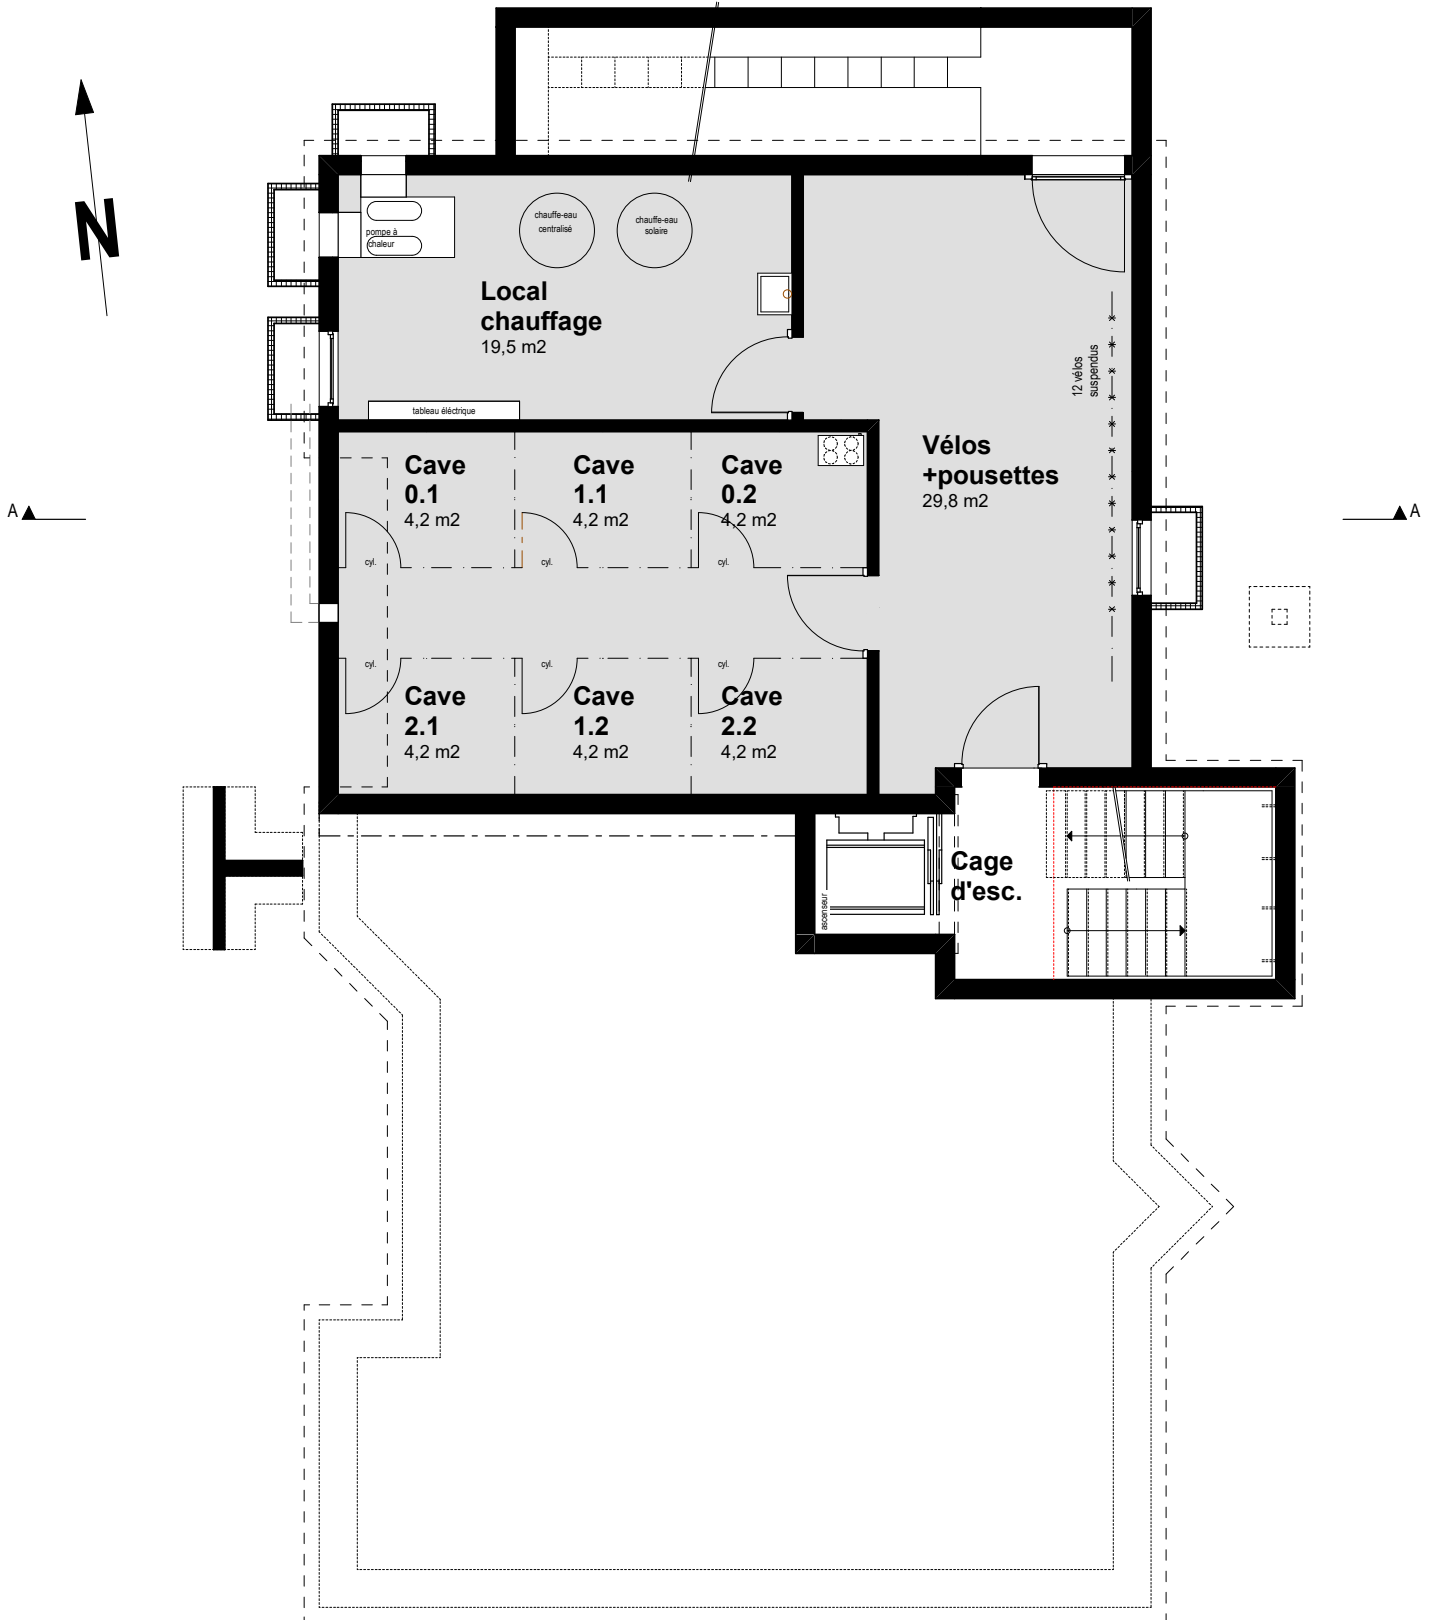 N
chauffe-eau
centralisé
chauffe-eau
solaire
pompe à
chaleur
Local
chauffage
19,5 m2
tableau éléctrique
12 vélos
suspendus
Vélos
+pousettes
29,8 m2
Cave
0.1
4,2 m2
Cave
1.1
4,2 m2
Cave
0.2
4,2 m2
A
A
cyl.
cyl.
cyl.
cyl.
cyl.
cyl.
Cave
2.1
4,2 m2
Cave
1.2
4,2 m2
Cave
2.2
4,2 m2
ascenseur
Cage
d'esc.